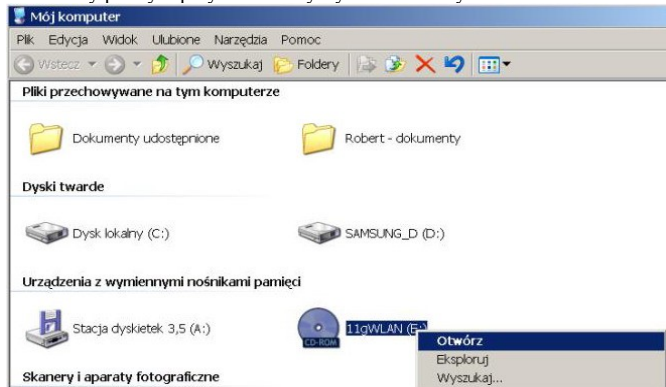 Mój komputer
Plik Edycja Widok Ulubione Narzędzia Pomoc
Wstecz Wyszukaj Foldery
Pliki przechowywane na tym komputerze
Dokumenty udostępnione Robert - dokumenty
Dyski twarde
Dysk lokalny (C:) SAMSUNG_D (D:)
Urządzenia z wymiennymi nośnikami pamięci
Stacja dyskietek 3,5 (A:) CD-ROM 11gWLAN (E:)
Otwórz
Eksploruj
Skanery i aparaty fotograficzne Wyszukaj...